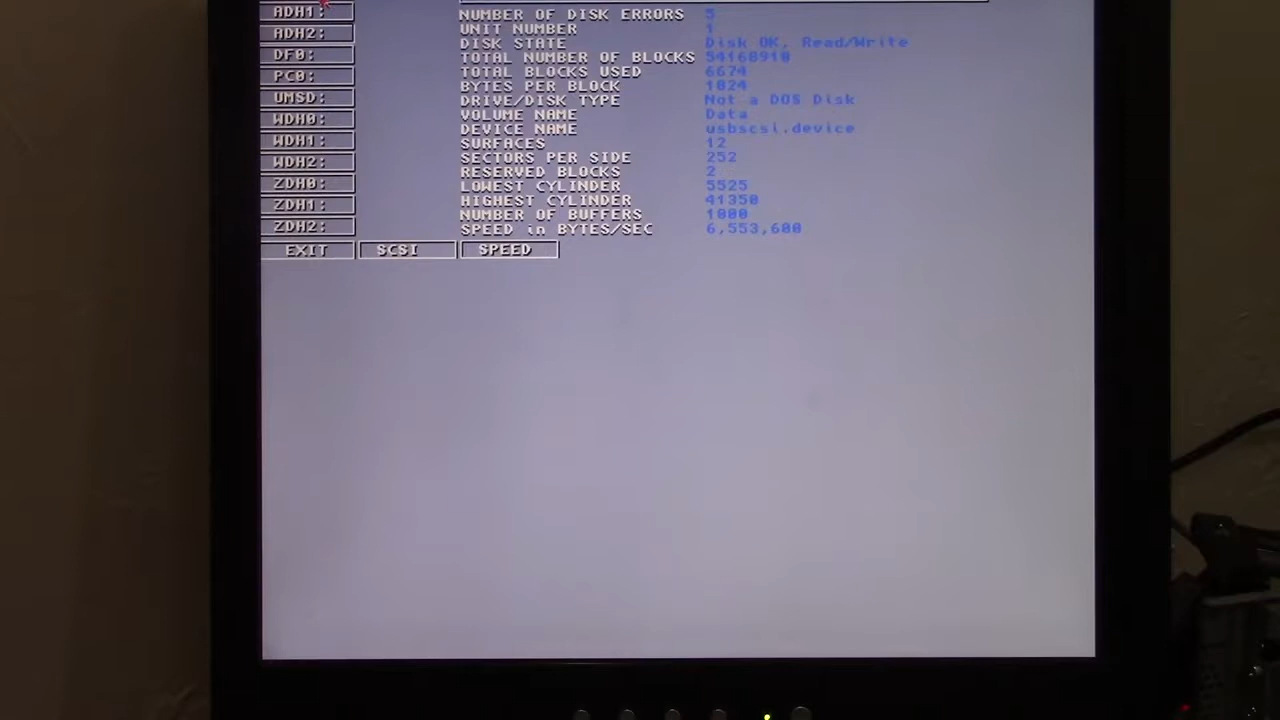 ADH1:
ADH2:
DF0:
PC0:
UMSD:
WDH0:
WDH1:
WDH2:
ZDH0:
ZDH1:
ZDH2:
NUMBER OF DISK ERRORS 5
UNIT NUMBER 1
DISK STATE Disk OK, Read/Write
TOTAL NUMBER OF BLOCKS 54168910
TOTAL BLOCKS USED 6674
BYTES PER BLOCK 1024
DRIVE/DISK TYPE Not a DOS Disk
VOLUME NAME Data
DEVICE NAME usbscsi.device
SURFACES 12
SECTORS PER SIDE 252
RESERVED BLOCKS 2
LOWEST CYLINDER 5525
HIGHEST CYLINDER 41350
NUMBER OF BUFFERS 1000
SPEED in BYTES/SEC 6,553,600
EXIT SCSI SPEED